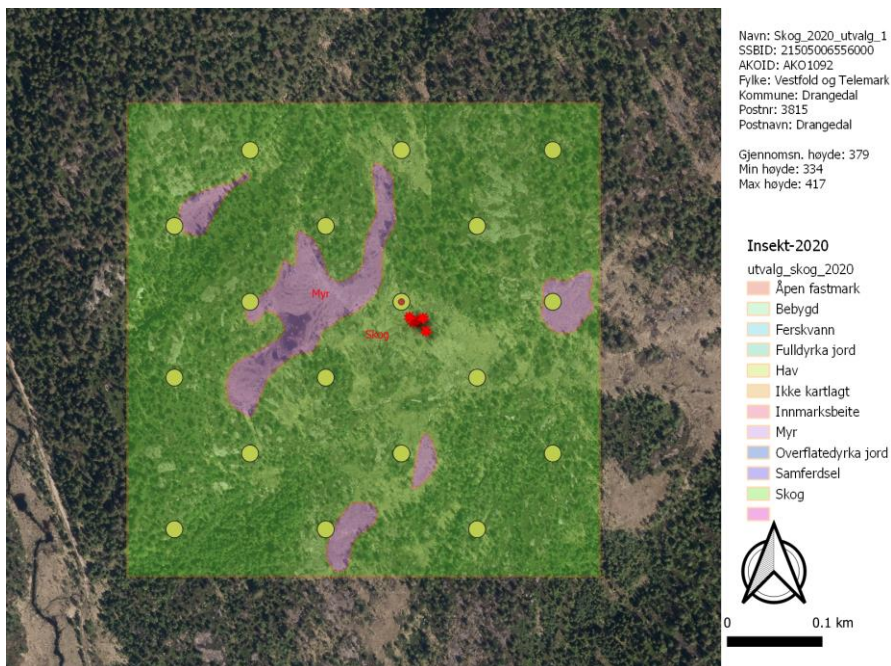 Navn: Skog_2020_utvalg_1
SSBID: 21505006556000
AKOID: AKO1092
Fylke: Vestfold og Telemark
Kommune: Drangedal
Postnr: 3815
Postnavn: Drangedal
Gjennomsn. høyde: 379
Min høyde: 334
Max høyde: 417
Insekt-2020
utvalg_skog_2020
Åpen fastmark
Bebygd
Ferskvann
Fulldyrka jord
Hav
Ikke kartlagt
Innmarksbeite
Myr
Overflatedyrka jord
Samferdsel
Skog
0 0.1 km
Myr
Skog